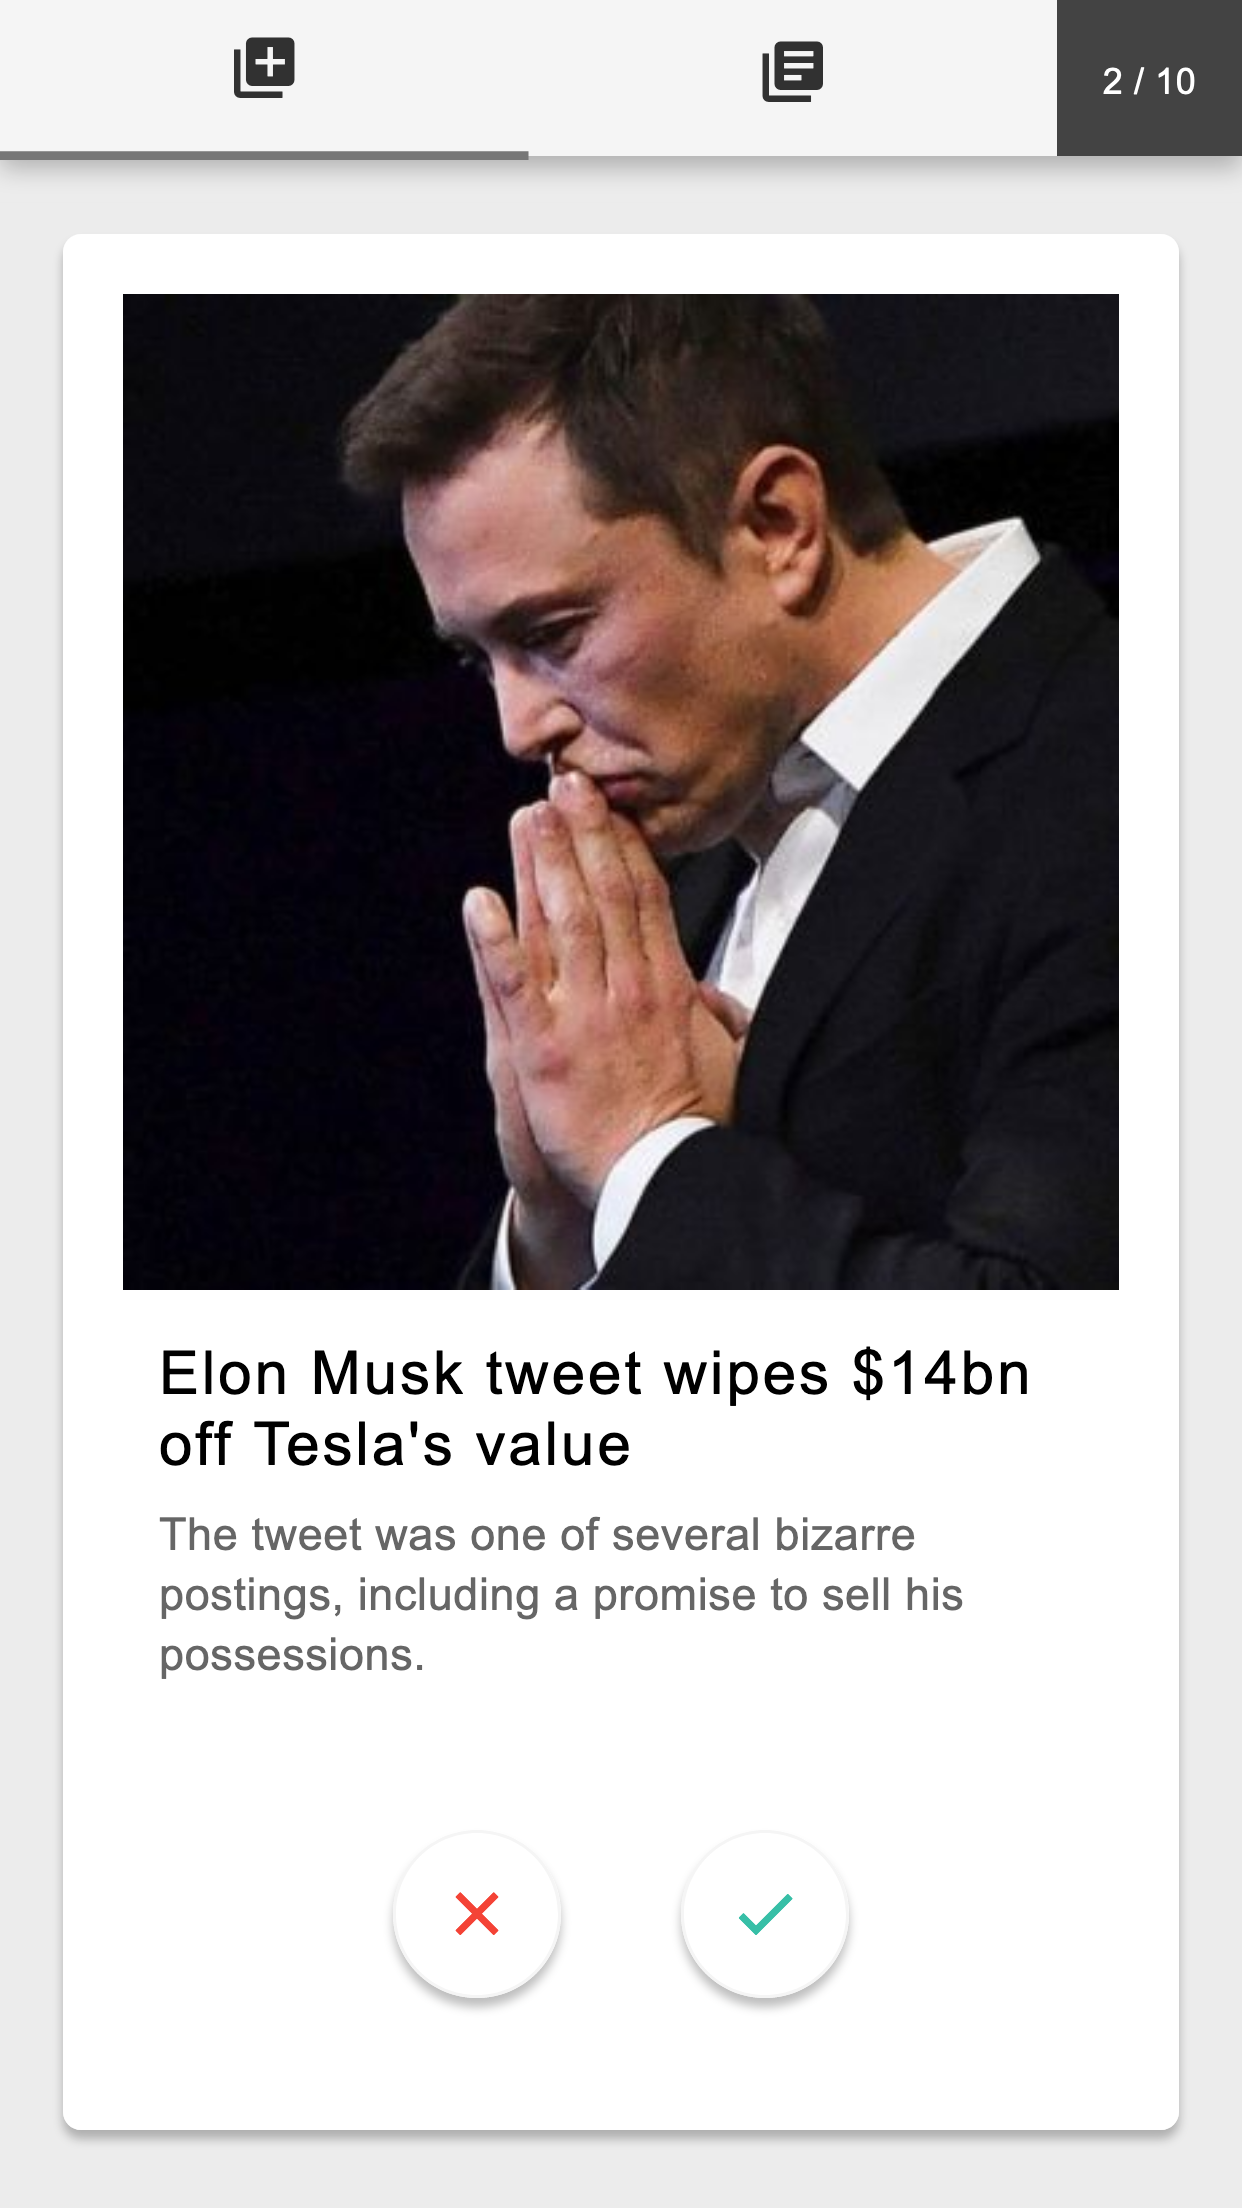 2 / 10
Elon Musk tweet wipes $14bn
off Tesla's value
The tweet was one of several bizarre
postings, including a promise to sell his
possessions.